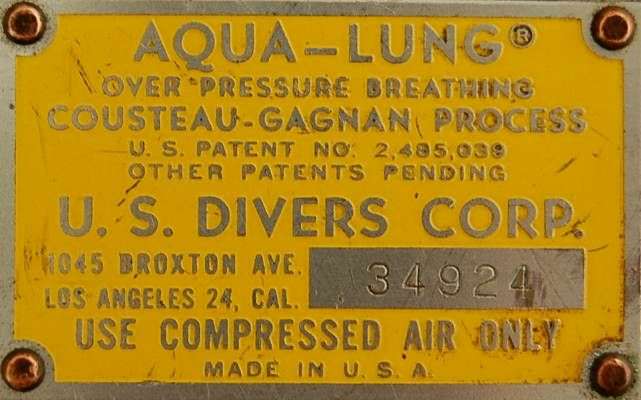 AQUA-LUNG®
OVER PRESSURE BREATHING
COUSTEAU-GAGNAN PROCESS
U. S. PATENT NO. 2,485,039
OTHER PATENTS PENDING
U. S. DIVERS CORP.
1045 BROXTON AVE.
LOS ANGELES 24, CAL.
34924
USE COMPRESSED AIR ONLY
MADE IN U. S. A.